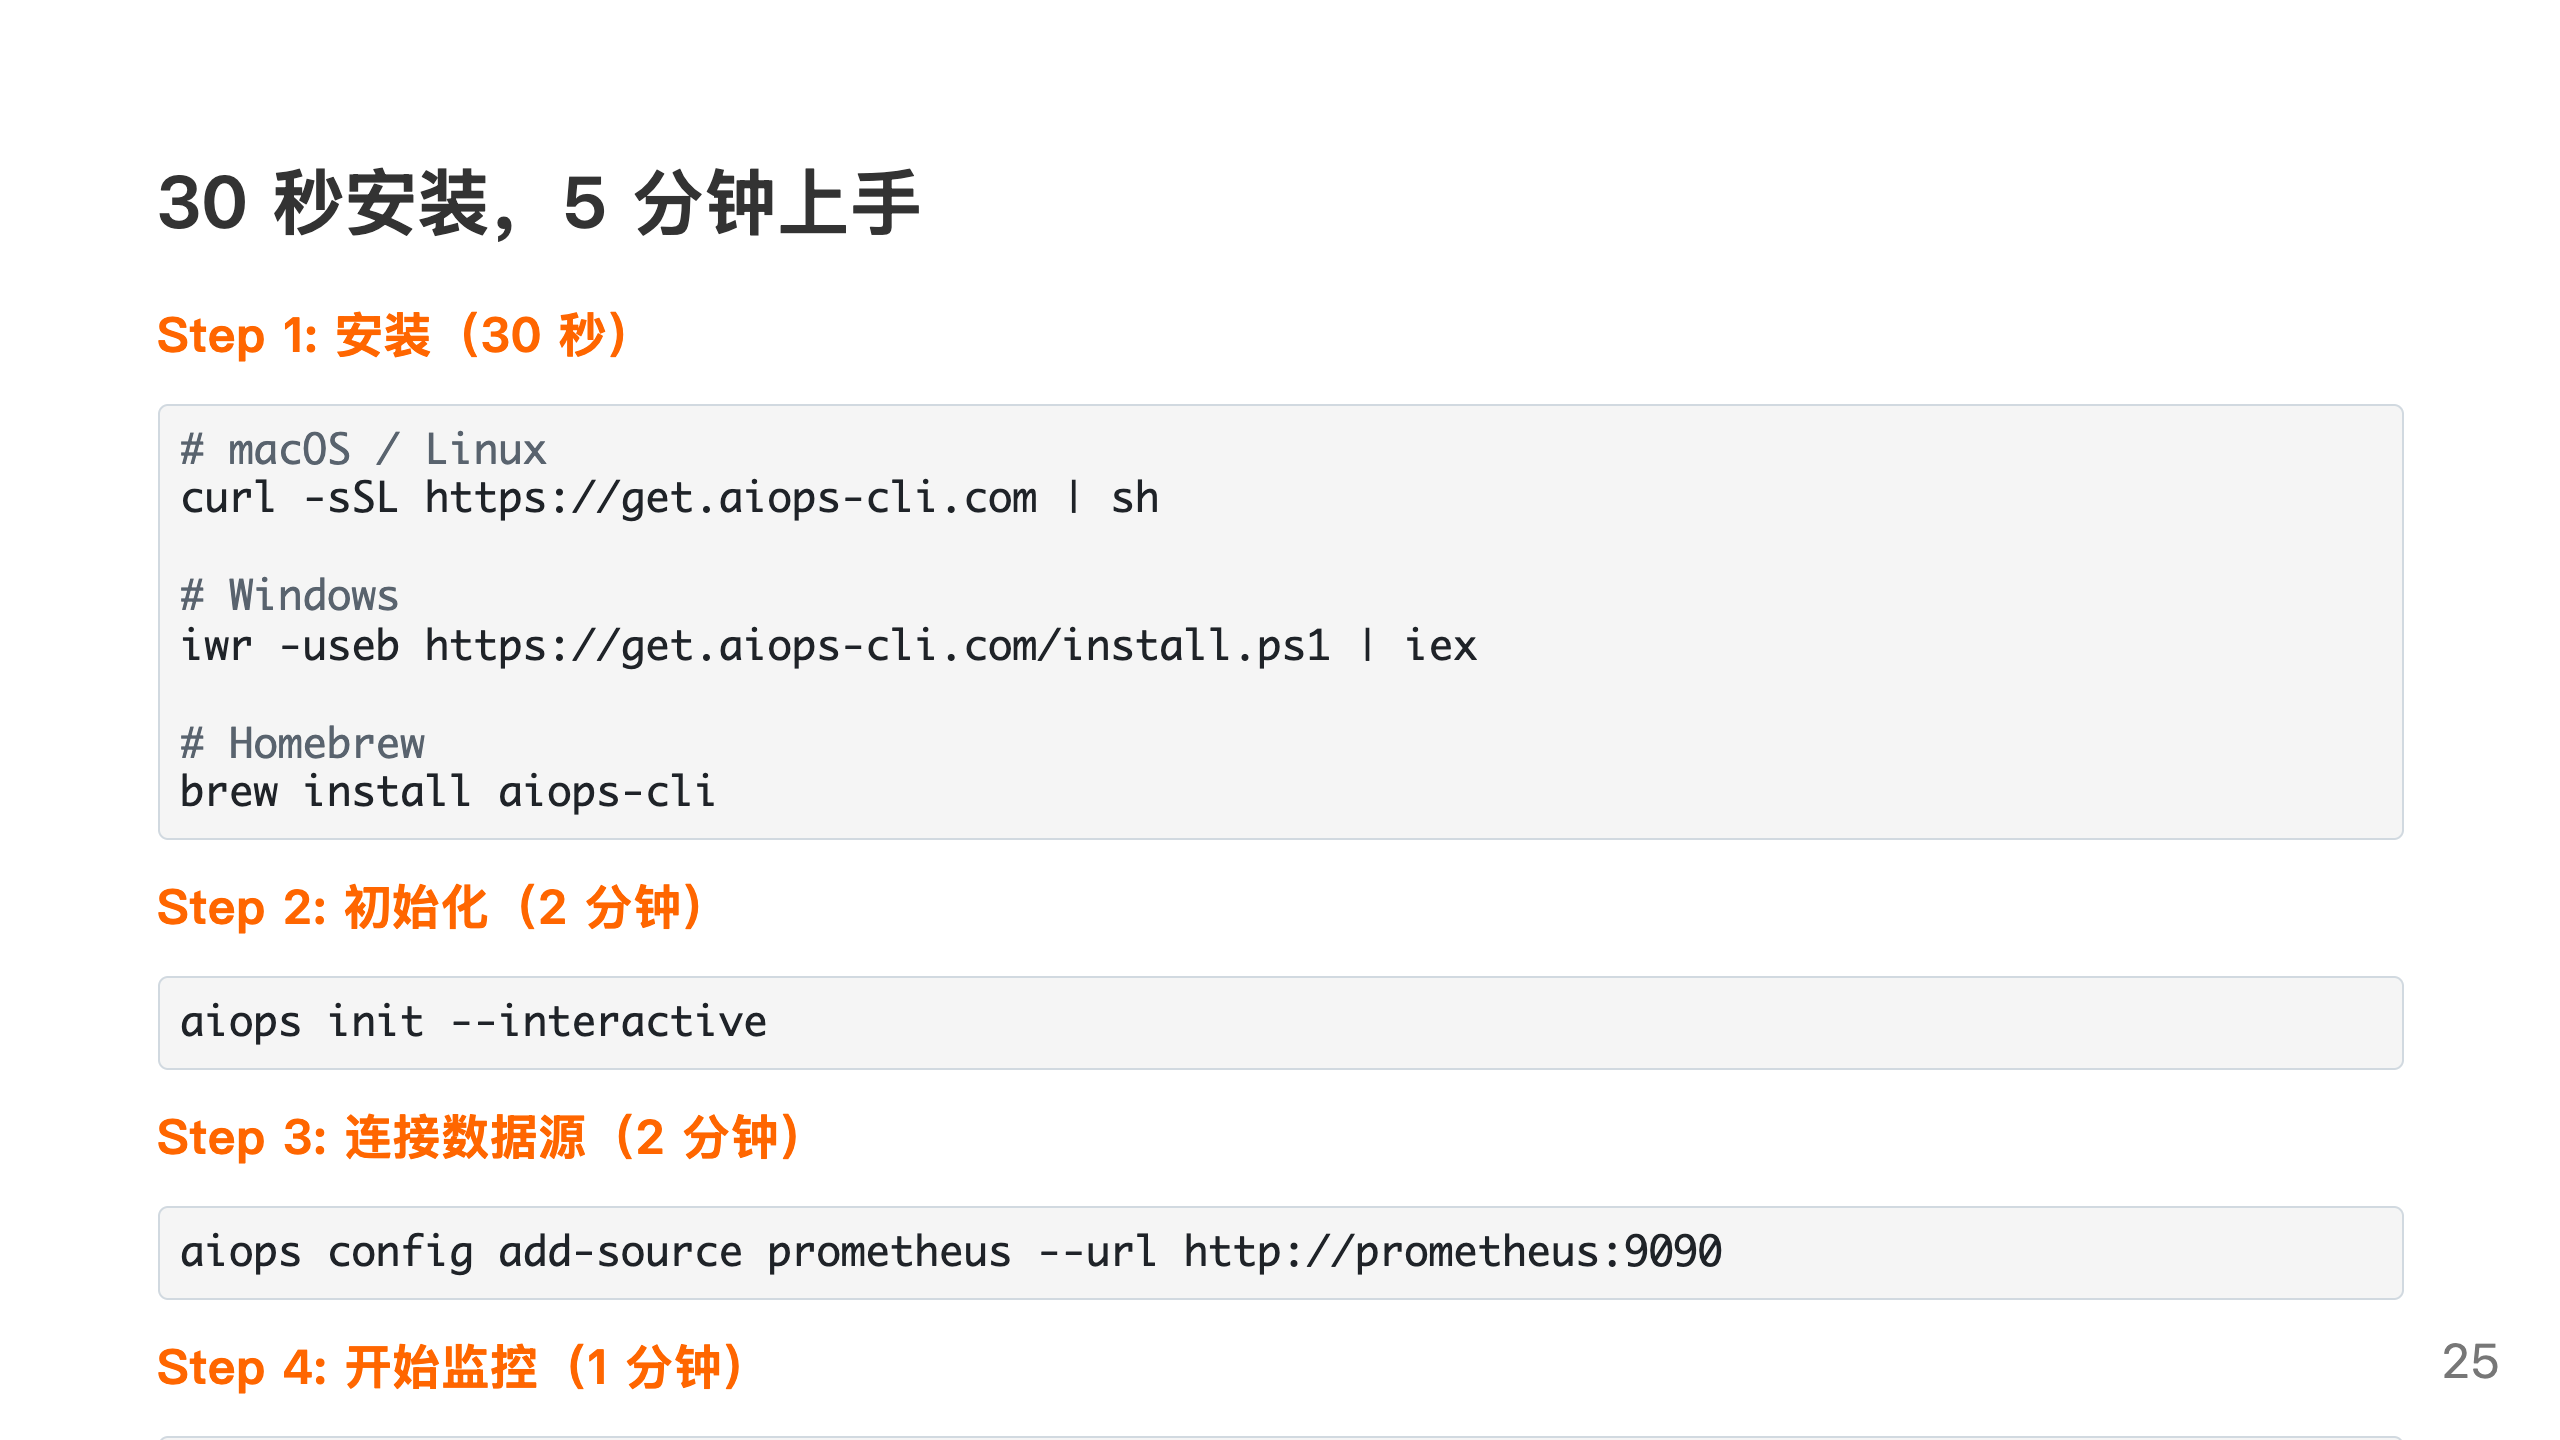 30 秒安装，5 分钟上手
Step 1: 安装（30 秒）
# macOS / Linux
curl -sSL https://get.aiops-cli.com | sh
# Windows
iwr -useb https://get.aiops-cli.com/install.ps1 | iex
# Homebrew
brew install aiops-cli
Step 2: 初始化（2 分钟）
aiops init --interactive
Step 3: 连接数据源（2 分钟）
aiops config add-source prometheus --url http://prometheus:9090
Step 4: 开始监控（1 分钟）
25